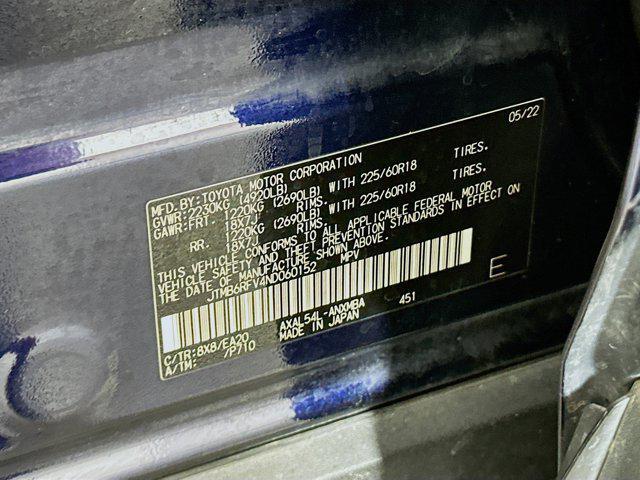 05/22
MFD.BY:TOYOTA MOTOR CORPORATION
GVWR:2230KG (4920LB)
GAWR:FRT. 1220KG (2690LB) WITH 225/60R18 TIRES.
18X7J RIMS.
RR. 1220KG (2690LB) WITH 225/60R18 TIRES.
18X7J RIMS.
THIS VEHICLE CONFORMS TO ALL APPLICABLE FEDERAL MOTOR
VEHICLE SAFETY AND THEFT PREVENTION STANDARDS IN EFFECT ON
THE DATE OF MANUFACTURE SHOWN ABOVE.
JTMB6RFV4ND060152 MPV
E
AXAL54L-ANXMBA 451
C/TR:8X8/EA20 MADE IN JAPAN
A/TM: /P710